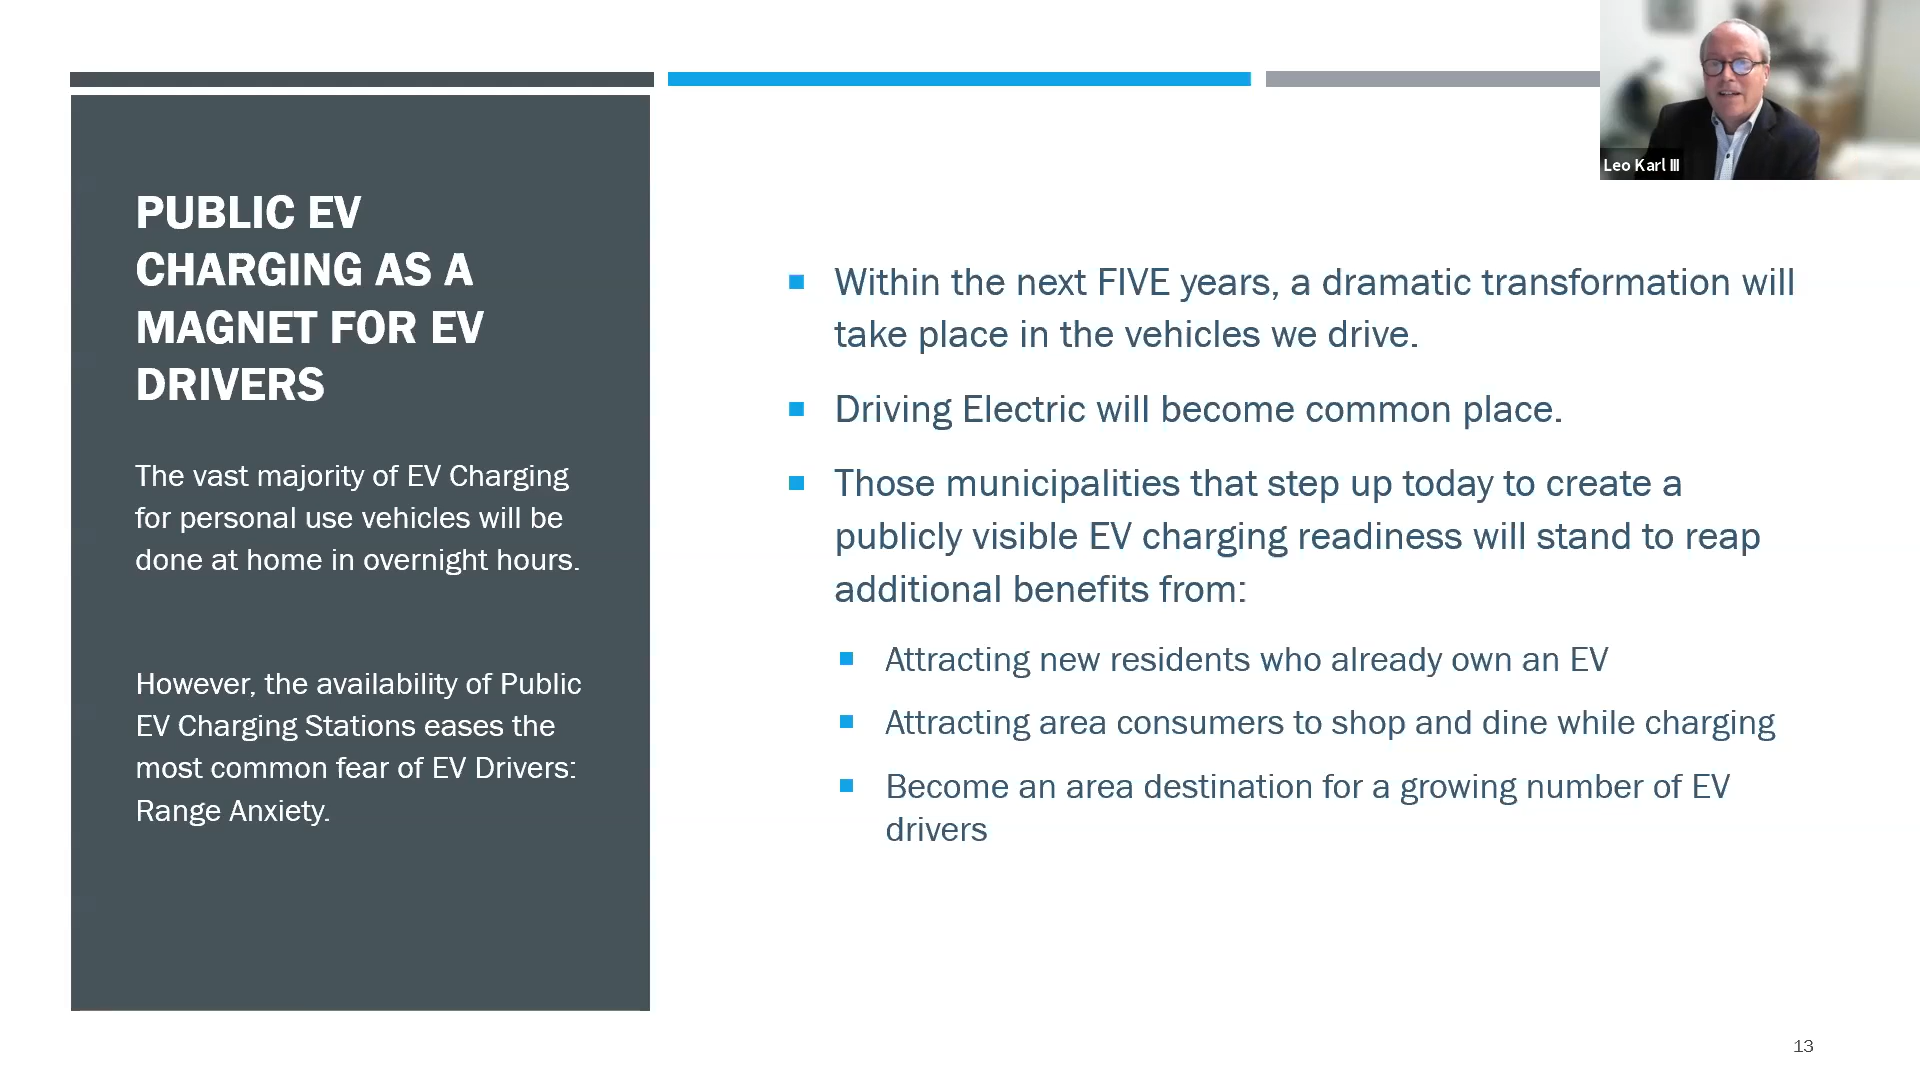 Leo Karl III
PUBLIC EV
CHARGING AS A
MAGNET FOR EV
DRIVERS
The vast majority of EV Charging
for personal use vehicles will be
done at home in overnight hours.
However, the availability of Public
EV Charging Stations eases the
most common fear of EV Drivers:
Range Anxiety.
Within the next FIVE years, a dramatic transformation will
take place in the vehicles we drive.
Driving Electric will become common place.
Those municipalities that step up today to create a
publicly visible EV charging readiness will stand to reap
additional benefits from:
Attracting new residents who already own an EV
Attracting area consumers to shop and dine while charging
Become an area destination for a growing number of EV
drivers
13